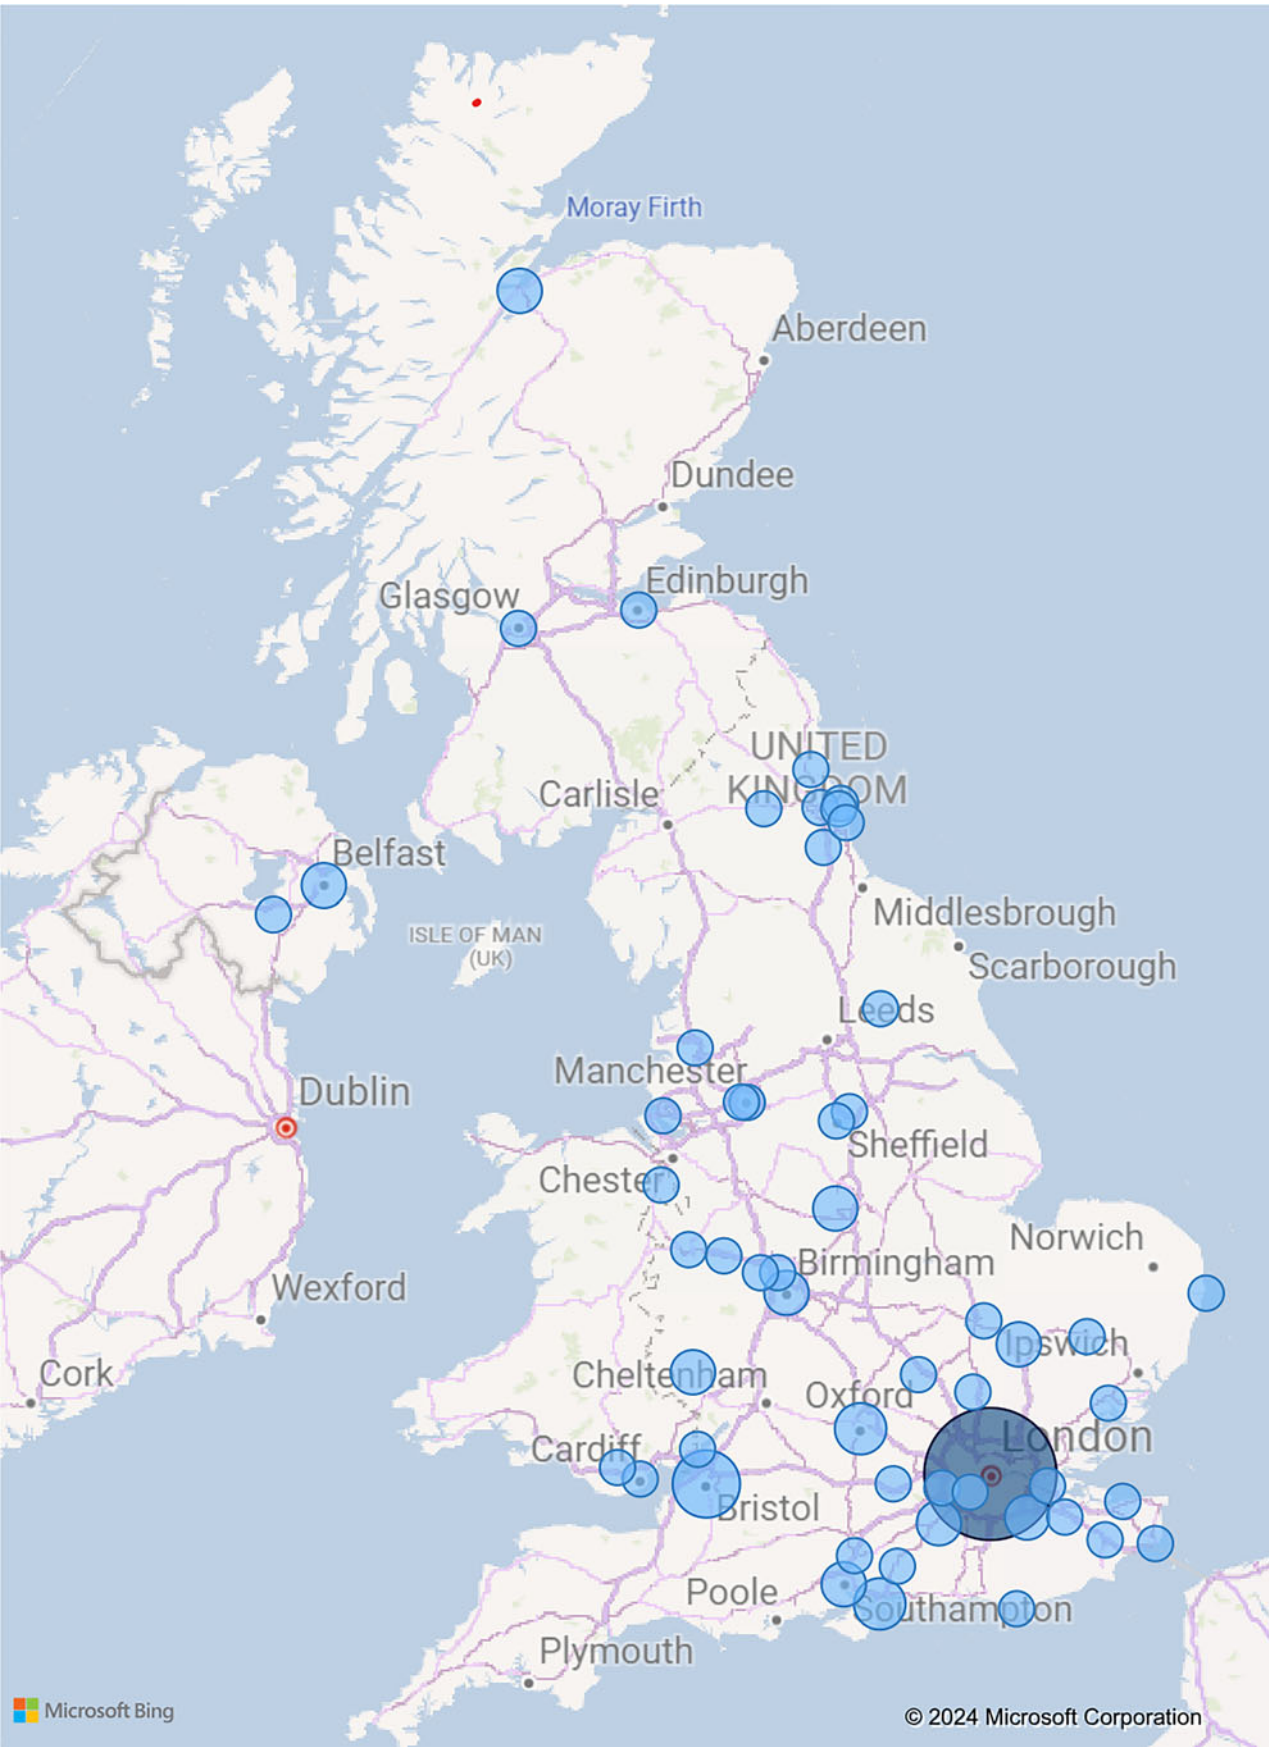 Moray Firth
Aberdeen
Dundee
Edinburgh
Glasgow
UNITED
KINGDOM
Carlisle
Belfast
ISLE OF MAN
(UK)
Middlesbrough
Scarborough
Leeds
Manchester
Dublin
Sheffield
Chester
Norwich
Birmingham
Wexford
Ipswich
Cork
Cheltenham
Oxford
London
Cardiff
Bristol
Poole
Southampton
Plymouth
Microsoft Bing
© 2024 Microsoft Corporation